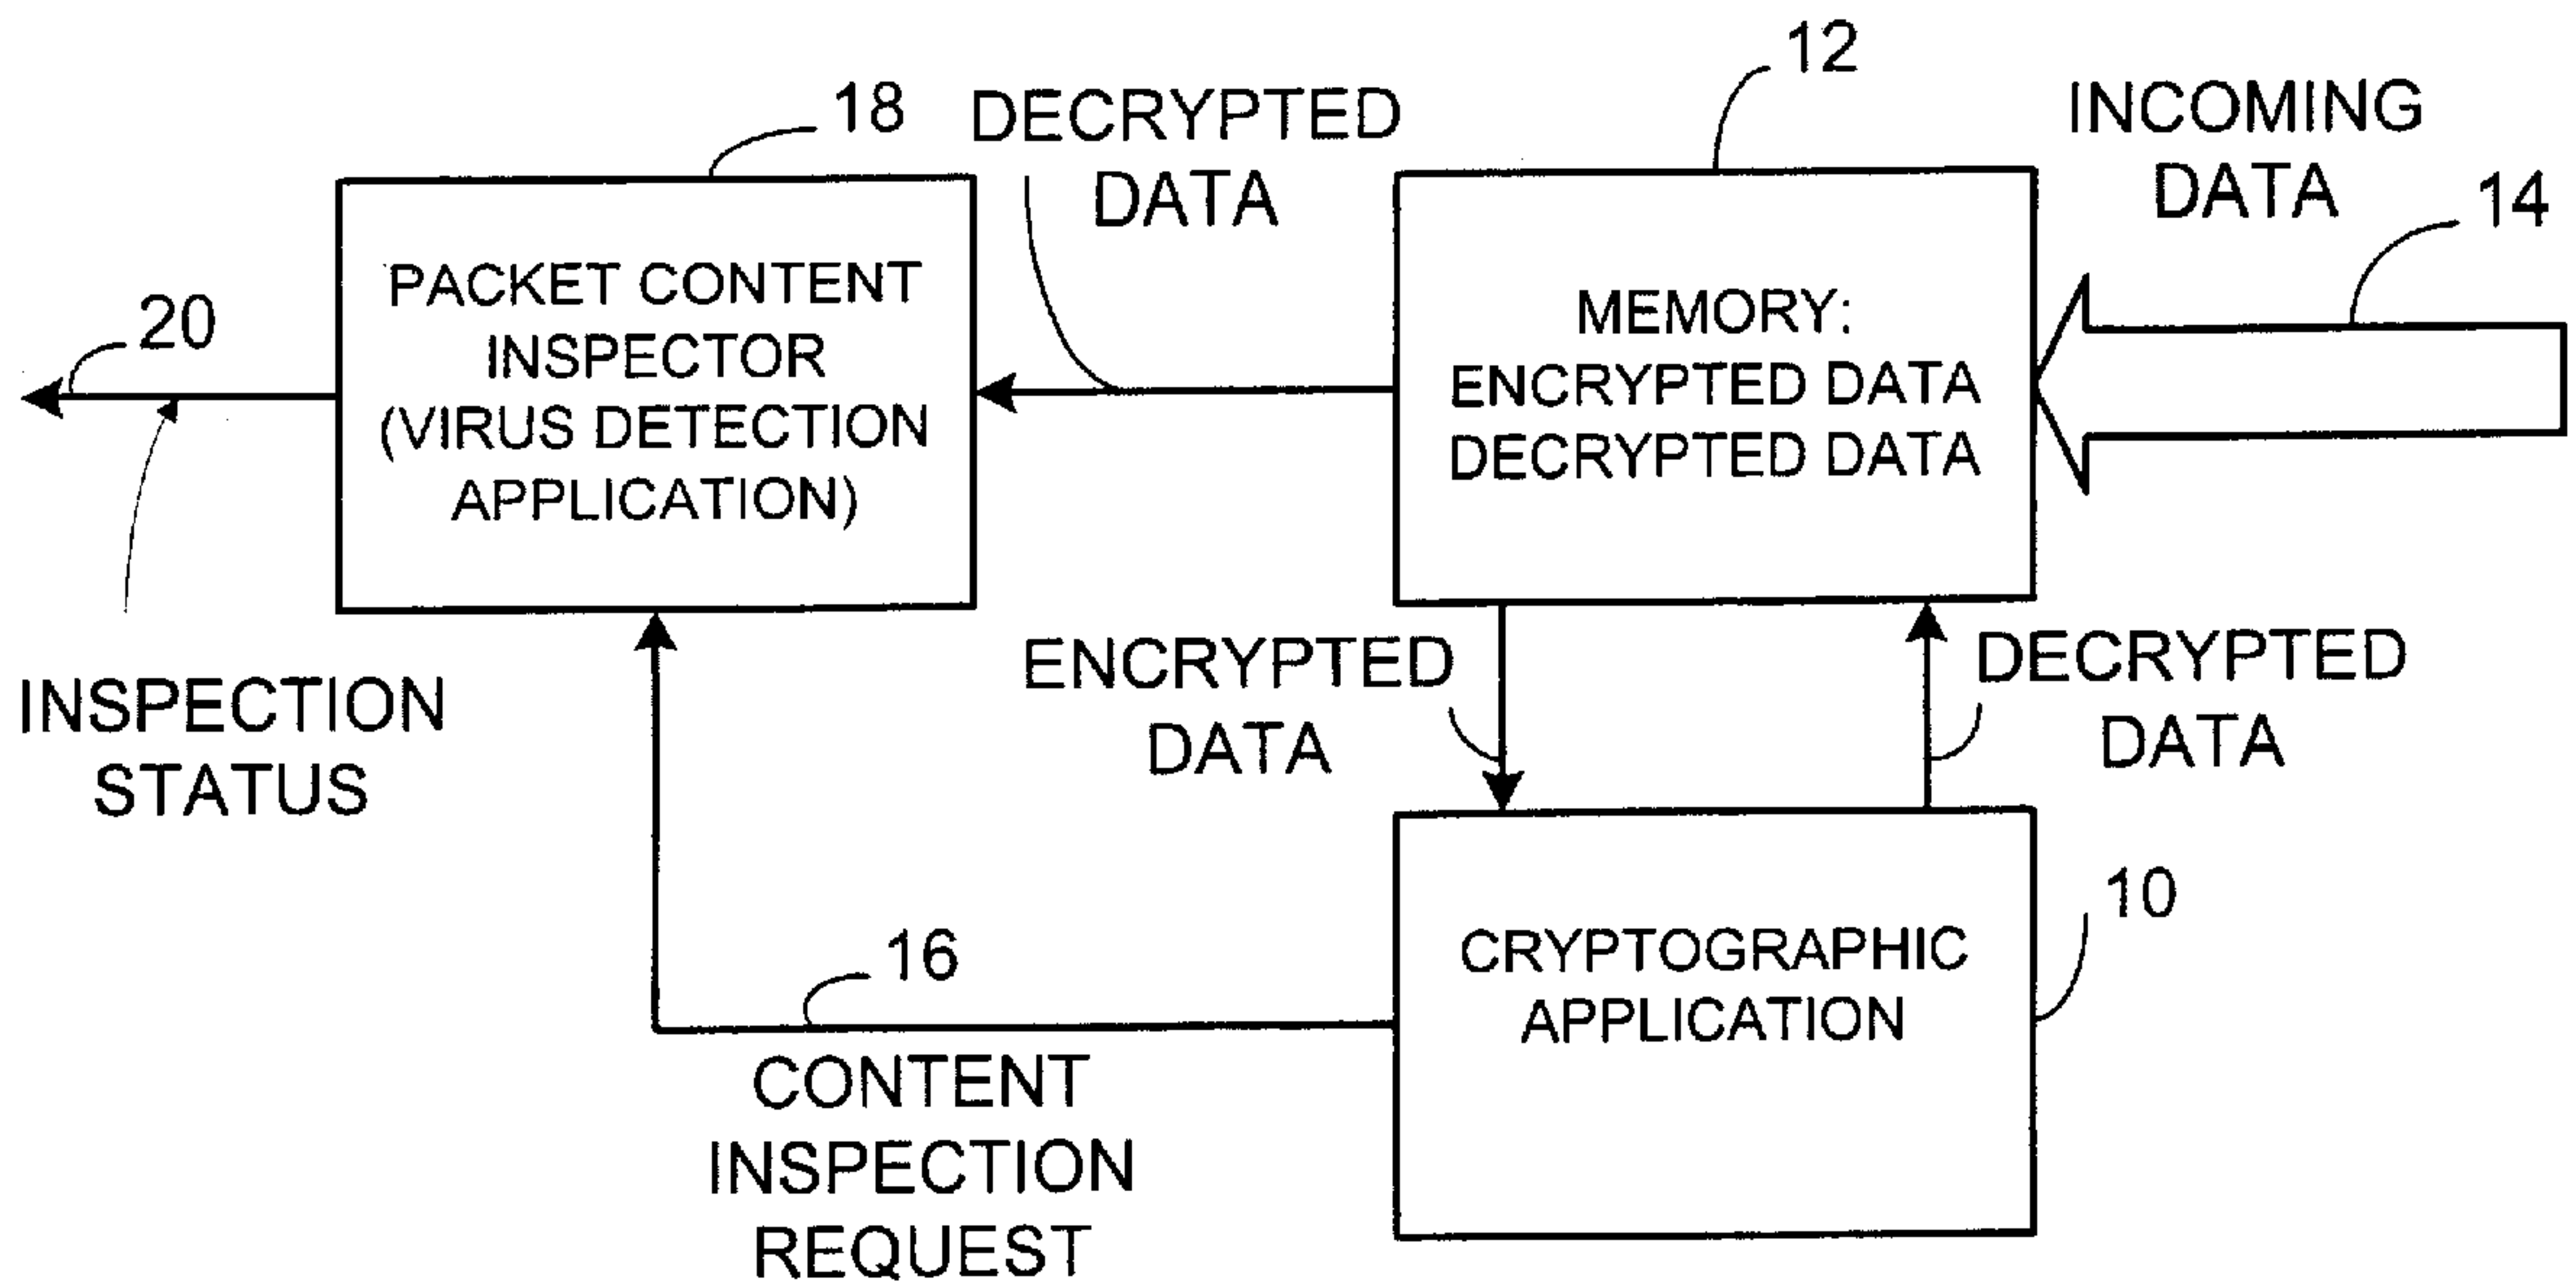 12
18
DECRYPTED
DATA
INCOMING
DATA
14
20
PACKET CONTENT
INSPECTOR
(VIRUS DETECTION
APPLICATION)
MEMORY:
ENCRYPTED DATA
DECRYPTED DATA
INSPECTION
STATUS
ENCRYPTED
DATA
DECRYPTED
DATA
10
16
CONTENT
INSPECTION
REQUEST
CRYPTOGRAPHIC
APPLICATION